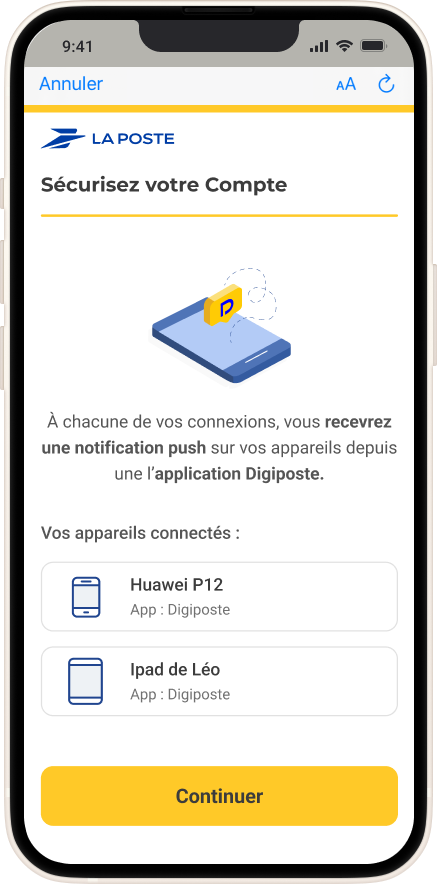 9:41
Annuler
AA
LA POSTE
Sécurisez votre Compte
À chacune de vos connexions, vous recevrez
une notification push sur vos appareils depuis
une l'application Digiposte.
Vos appareils connectés :
Huawei P12
App : Digiposte
Ipad de Léo
App : Digiposte
Continuer